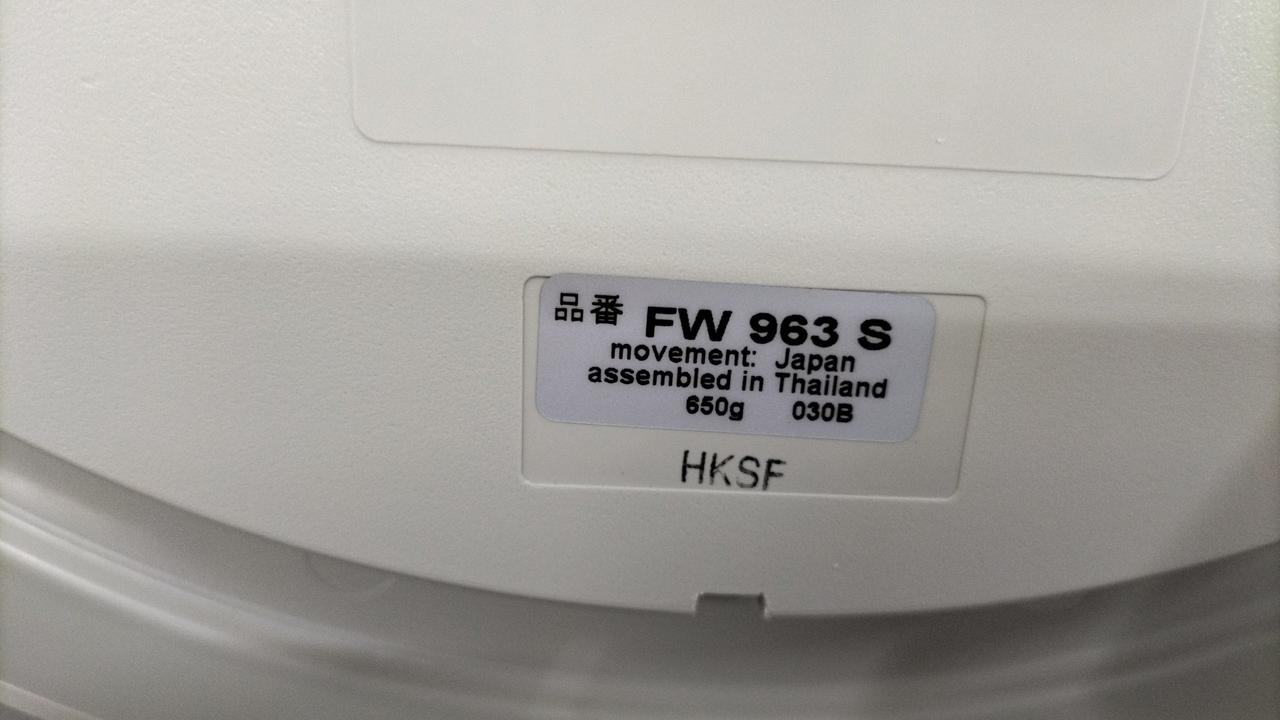 品番 FW 963 S
movement: Japan
assembled in Thailand
650g 030B
HKSF